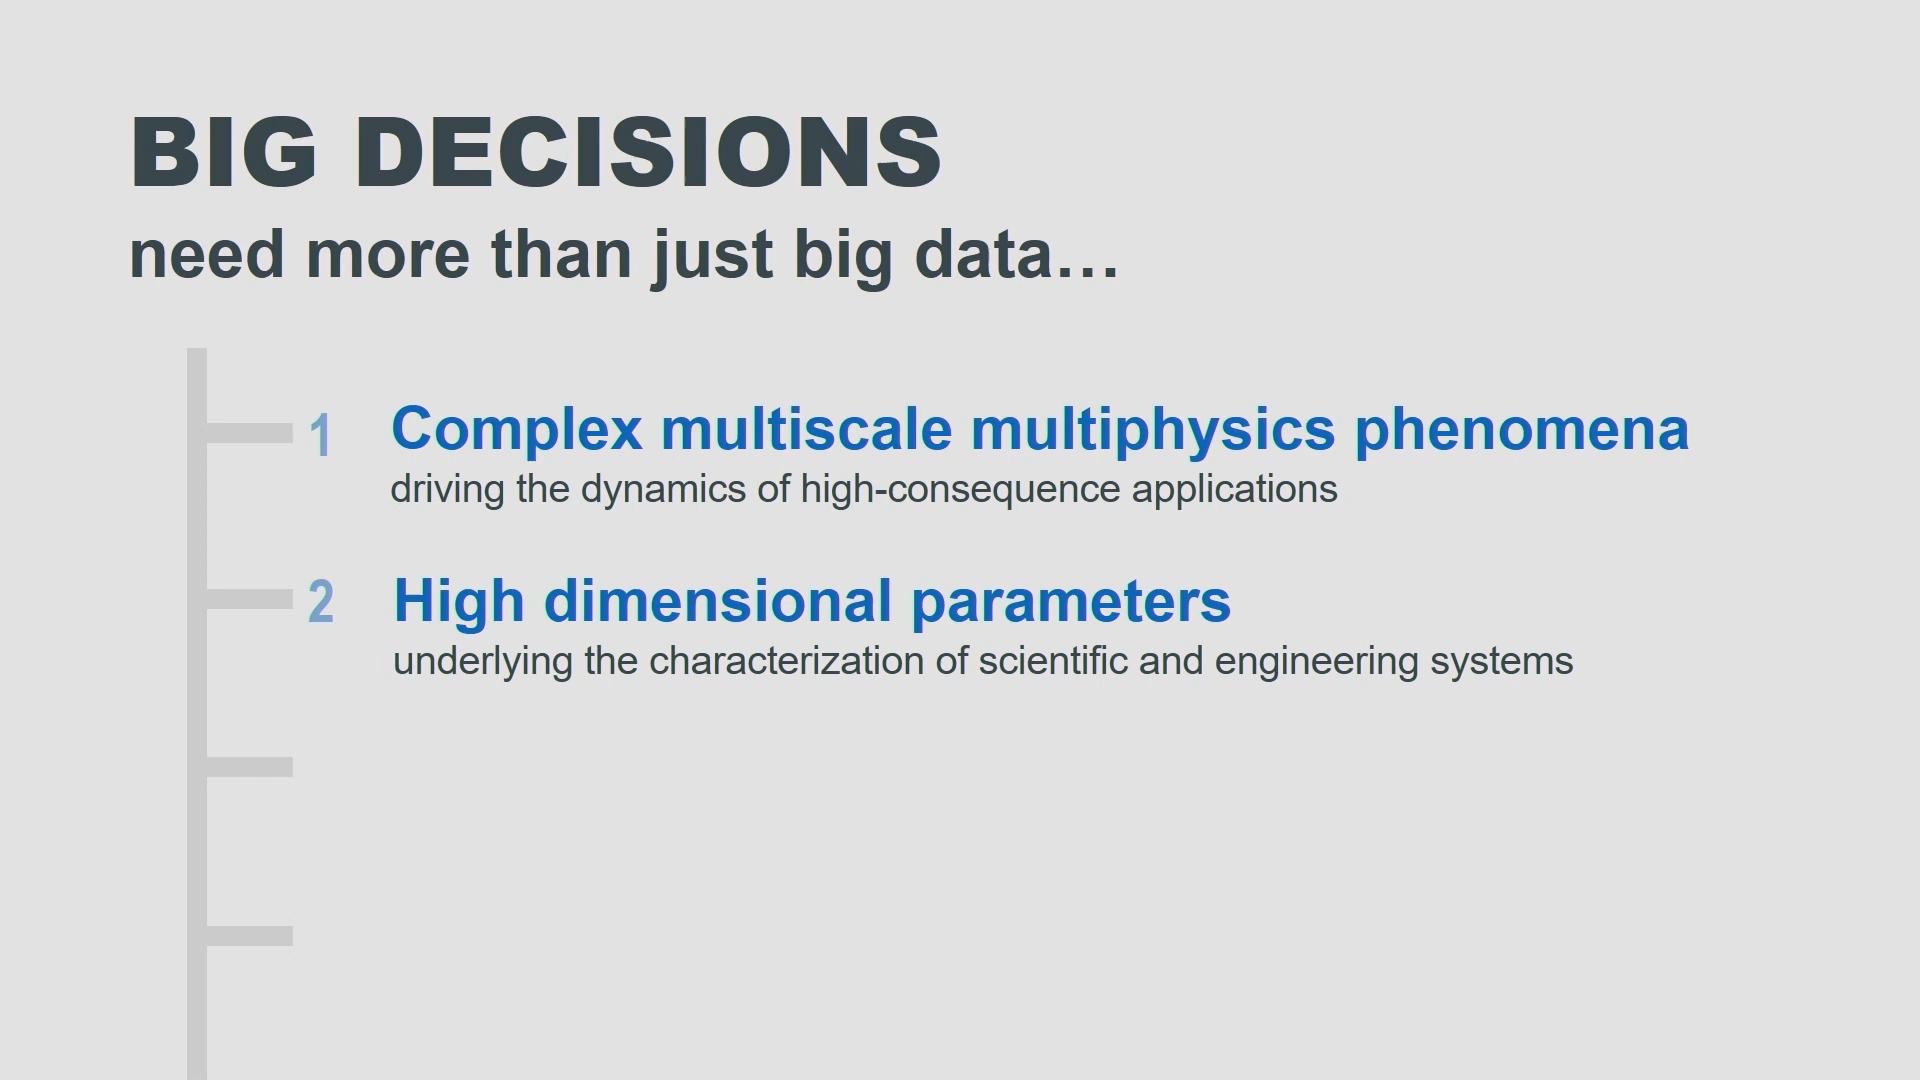 BIG DECISIONS
need more than just big data…
1 Complex multiscale multiphysics phenomena
driving the dynamics of high-consequence applications
2 High dimensional parameters
underlying the characterization of scientific and engineering systems